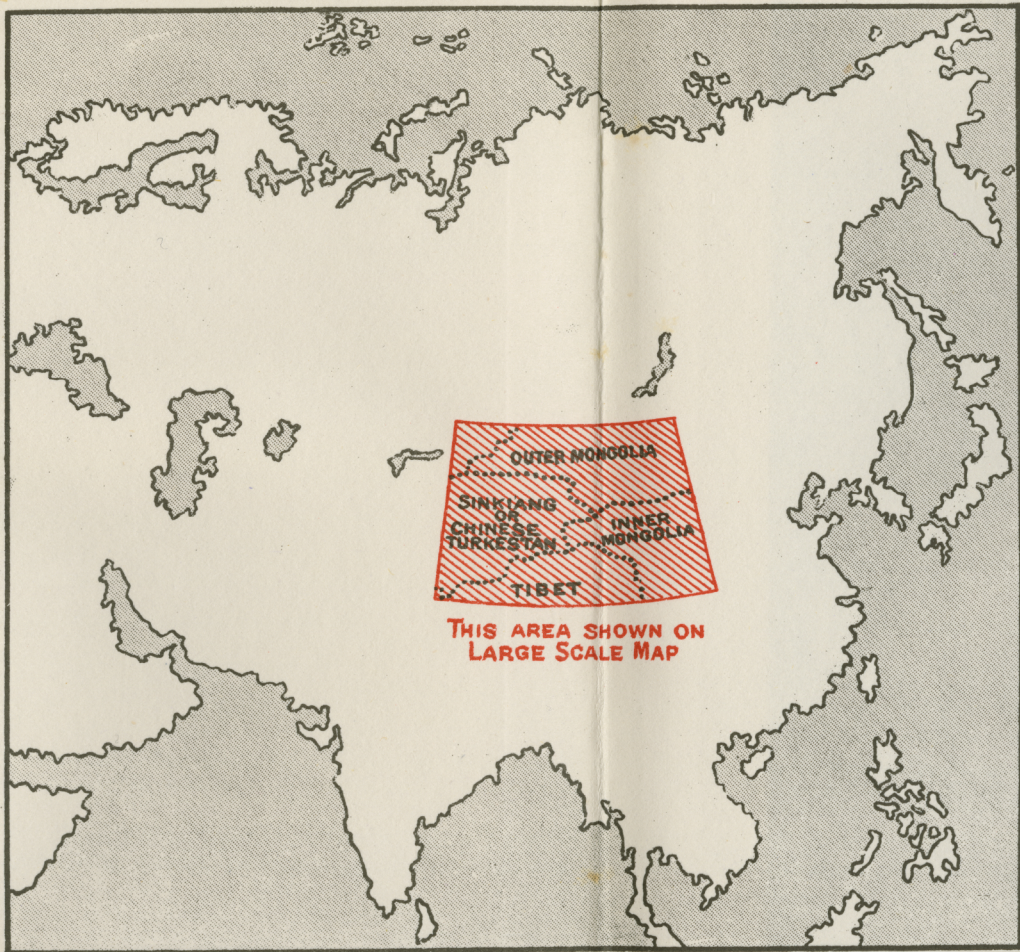 OUTER MONGOLIA
SINKIANG
OR
CHINESE
TURKESTAN
INNER
MONGOLIA
TIBET
THIS AREA SHOWN ON
LARGE SCALE MAP